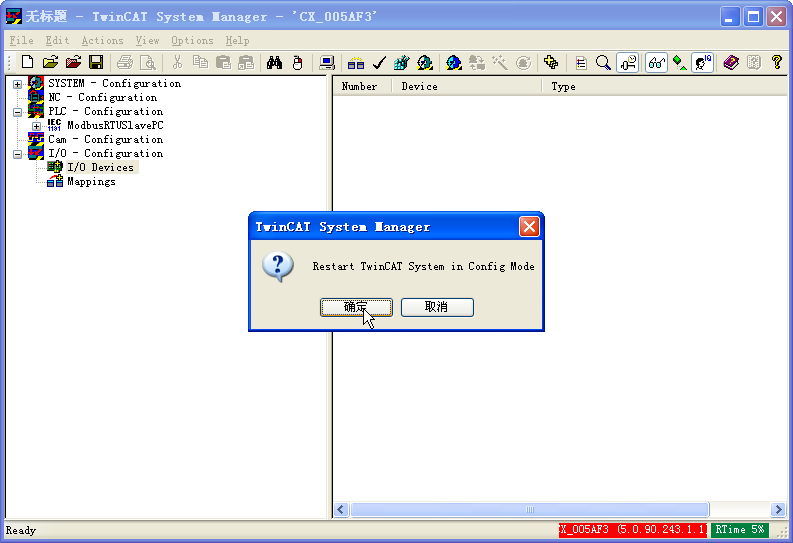 无标题 - TwinCAT System Manager - 'CX_005AF3'
File Edit Actions View Options Help
Number Device Type
SYSTEM - Configuration
NC - Configuration
PLC - Configuration
IEC 1131 ModbusRTUSlavePC
Cam - Configuration
I/O - Configuration
I/O Devices
Mappings
TwinCAT System Manager
Restart TwinCAT System in Config Mode
确定 取消
Ready X_005AF3 (5.0.90.243.1.1 RTime 5%